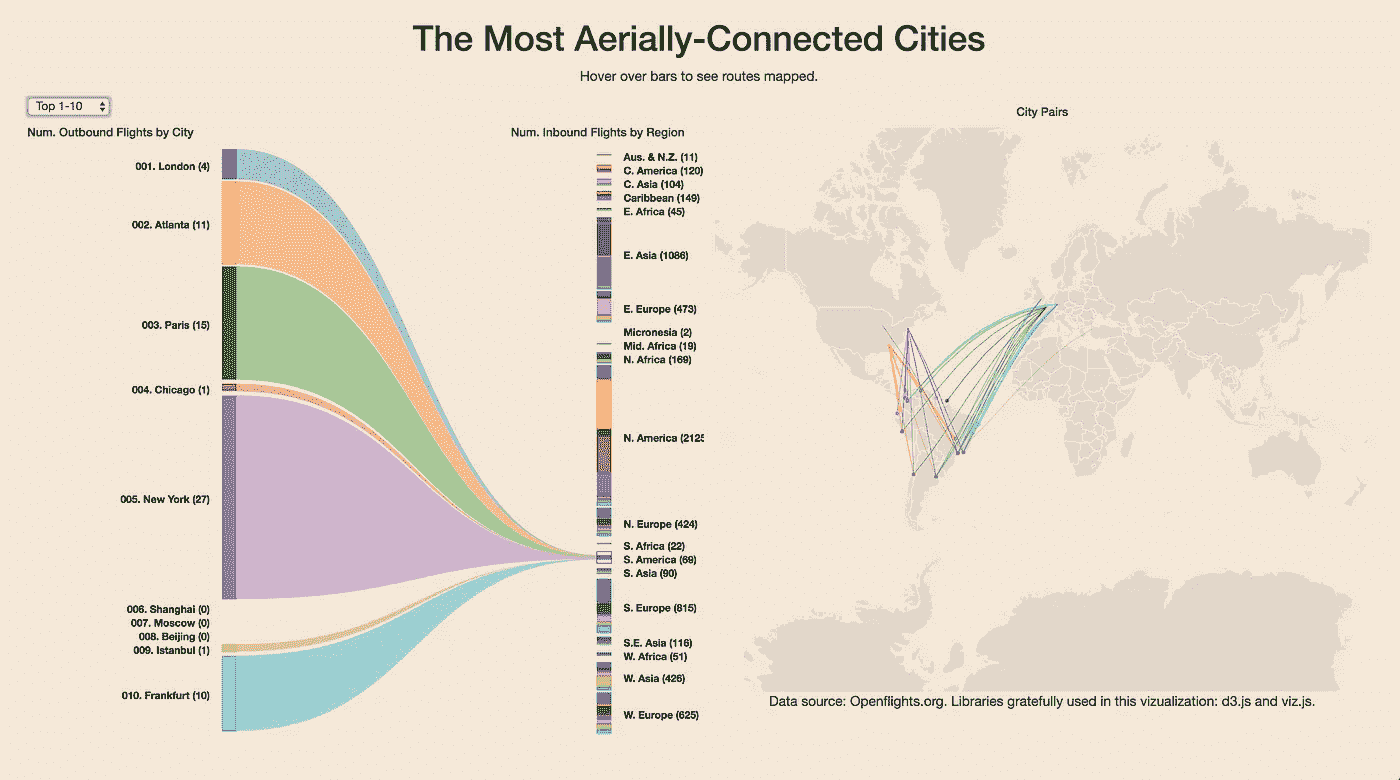 The Most Aerially-Connected Cities
Hover over bars to see routes mapped.
Top 1-10
Num. Outbound Flights by City
Num. Inbound Flights by Region
City Pairs
001. London (4)
002. Atlanta (11)
003. Paris (15)
004. Chicago (1)
005. New York (27)
006. Shanghai (0)
007. Moscow (0)
008. Beijing (0)
009. Istanbul (1)
010. Frankfurt (10)
Aus. & N.Z. (11)
C. America (120)
C. Asia (104)
Caribbean (149)
E. Africa (45)
E. Asia (1086)
E. Europe (473)
Micronesia (2)
Mid. Africa (19)
N. Africa (169)
N. America (2125
N. Europe (424)
S. Africa (22)
S. America (69)
S. Asia (90)
S. Europe (815)
S.E. Asia (116)
W. Africa (51)
W. Asia (426)
W. Europe (625)
Data source: Openflights.org. Libraries gratefully used in this vizualization: d3.js and viz.js.